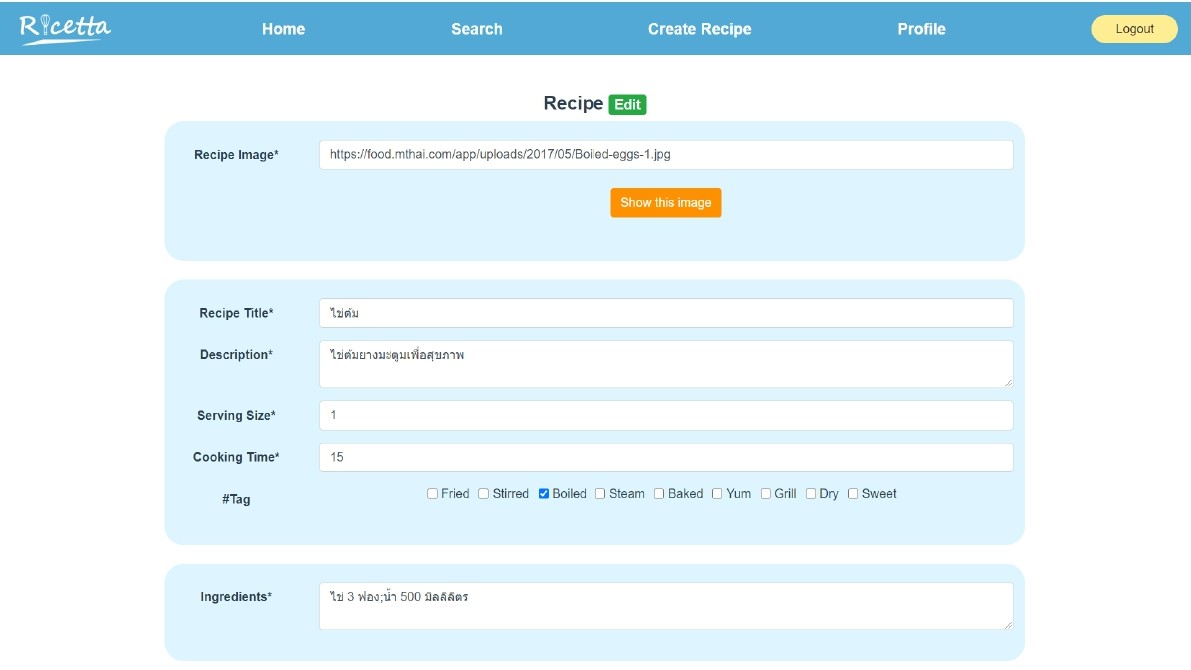 Ricetta Home Search Create Recipe Profile Logout
Recipe Edit
Recipe Image* https://food.mthai.com/app/uploads/2017/05/Boiled-eggs-1.jpg
Show this image
Recipe Title* ไข่ต้ม
Description* ไข่ต้มยางมะตูมเพื่อสุขภาพ
Serving Size* 1
Cooking Time* 15
#Tag Fried Stirred Boiled Steam Baked Yum Grill Dry Sweet
Ingredients* ไข่ 3 ฟอง;น้ำ 500 มิลลิลิตร